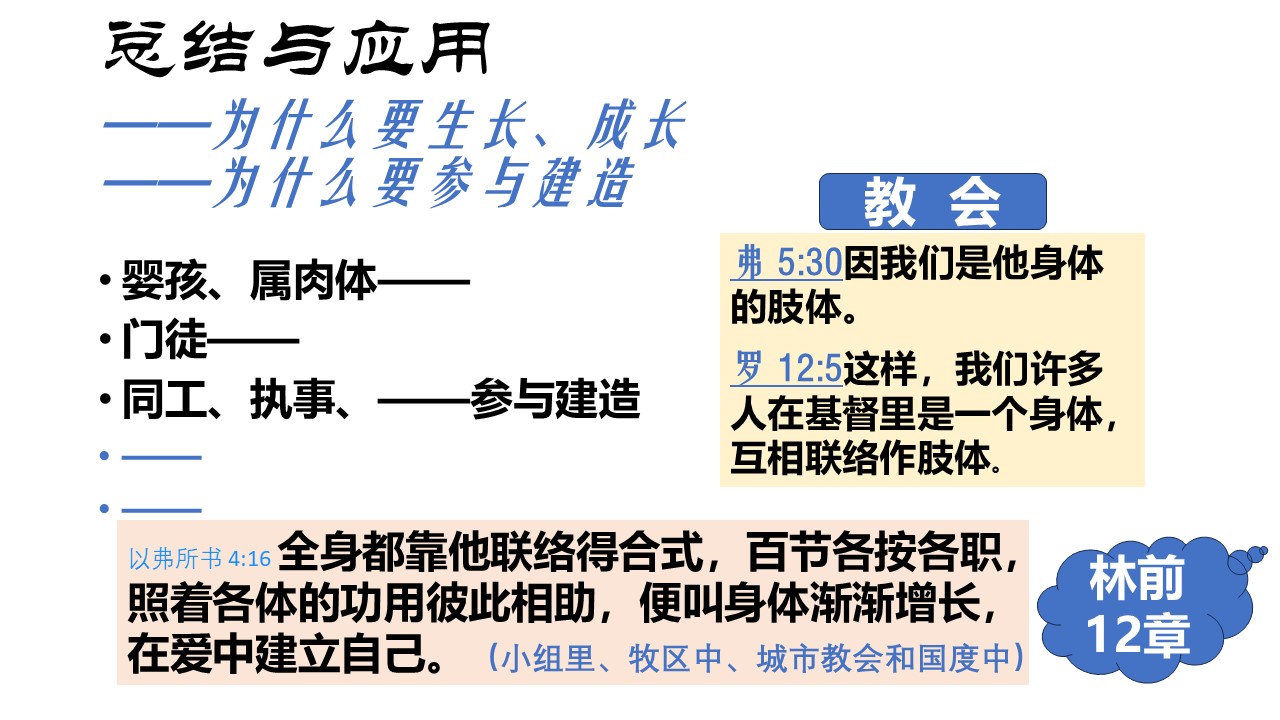 总结与应用
——为什么要生长、成长
——为什么要参与建造
• 婴孩、属肉体——
• 门徒——
• 同工、执事、——参与建造
• ——
• ——
教 会
弗 5:30因我们是他身体
的肢体。
罗 12:5这样，我们许多
人在基督里是一个身体，
互相联络作肢体。
以弗所书 4:16 全身都靠他联络得合式，百节各按各职，
照着各体的功用彼此相助，便叫身体渐渐增长，
在爱中建立自己。（小组里、牧区中、城市教会和国度中）
林前
12章